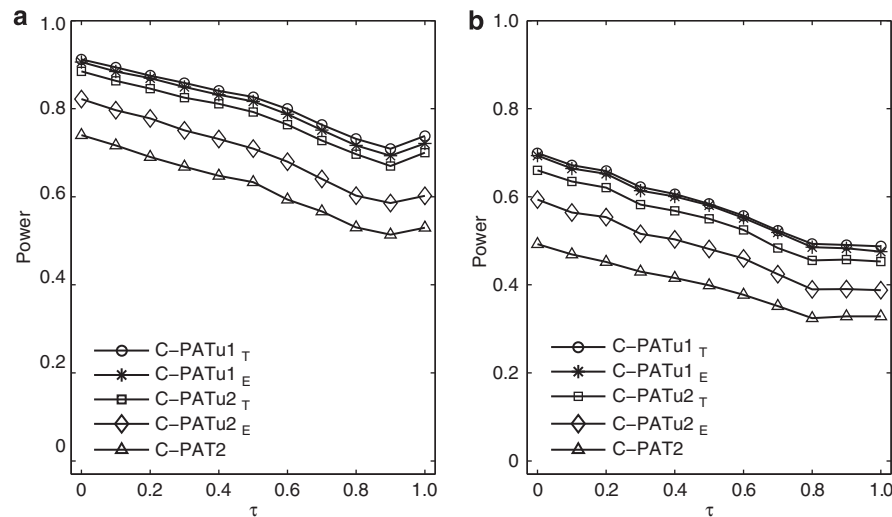 a
1.0
0.8
0.6
0.4
0.2
0
Power
C–PATu1 T
C–PATu1 E
C–PATu2 T
C–PATu2 E
C–PAT2
0 0.2 0.4 0.6 0.8 1.0
τ
b
1.0
0.8
0.6
0.4
0.2
0
Power
C–PATu1 T
C–PATu1 E
C–PATu2 T
C–PATu2 E
C–PAT2
0 0.2 0.4 0.6 0.8 1.0
τ